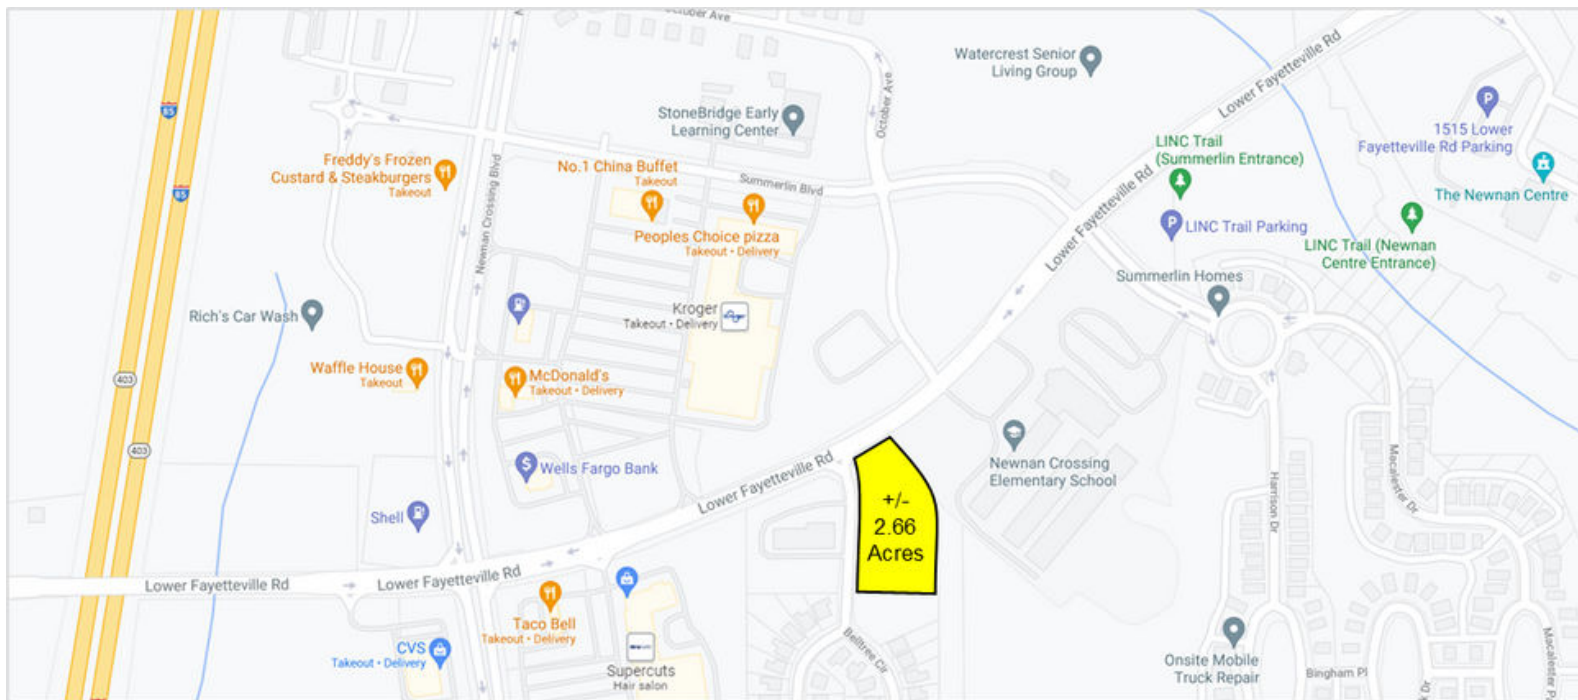 October Ave
Watercrest Senior
Living Group
Lower Fayetteville Rd
85
StoneBridge Early
Learning Center
October Ave
P
1515 Lower
Fayetteville Rd Parking
LINC Trail
(Summerlin Entrance)
Freddy's Frozen
Custard & Steakburgers
Takeout
No.1 China Buffet
Takeout
Summerlin Blvd
The Newnan Centre
85
Newnan Crossing Blvd
Lower Fayetteville Rd
P
LINC Trail Parking
Peoples Choice pizza
Takeout • Delivery
LINC Trail (Newnan
Centre Entrance)
Summerlin Homes
Rich's Car Wash
Kroger
Takeout • Delivery
Waffle House
Takeout
McDonald's
Takeout • Delivery
403
403
Wells Fargo Bank
Lower Fayetteville Rd
+/-
2.66
Acres
Newnan Crossing
Elementary School
Harrison Dr
Macalester Dr
Shell
Lower Fayetteville Rd
Lower Fayetteville Rd
Taco Bell
Takeout • Delivery
CVS
Takeout • Delivery
Supercuts
Hair salon
Belltree Cir
Onsite Mobile
Truck Repair
Bingham Pl
Macalester